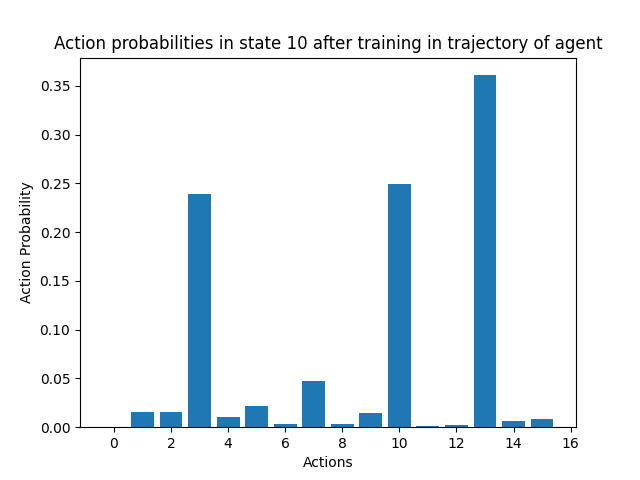 Action probabilities in state 10 after training in trajectory of agent
0.35
0.30
0.25
0.20
0.15
0.10
0.05
0.00
Action Probability
0 2 4 6 8 10 12 14 16
Actions